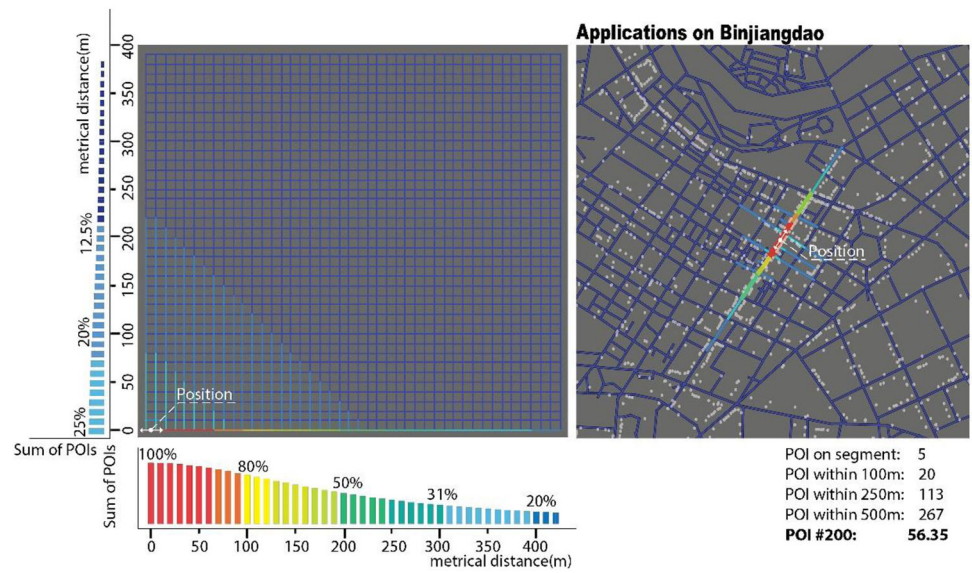 Applications on Binjiangdao
metrical distance(m)
400
350
300
250
200
150
100
50
0
12.5%
20%
25%
Sum of POIs
Position
Position
Sum of POIs
100%
80%
50%
31%
20%
0 50 100 150 200 250 300 350 400
metrical distance(m)
POI on segment: 5
POI within 100m: 20
POI within 250m: 113
POI within 500m: 267
POI #200: 56.35